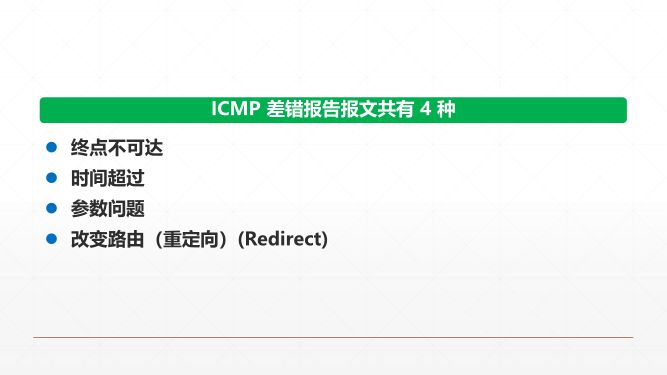 ICMP 差错报告报文共有 4 种
终点不可达
时间超过
参数问题
改变路由（重定向）(Redirect)